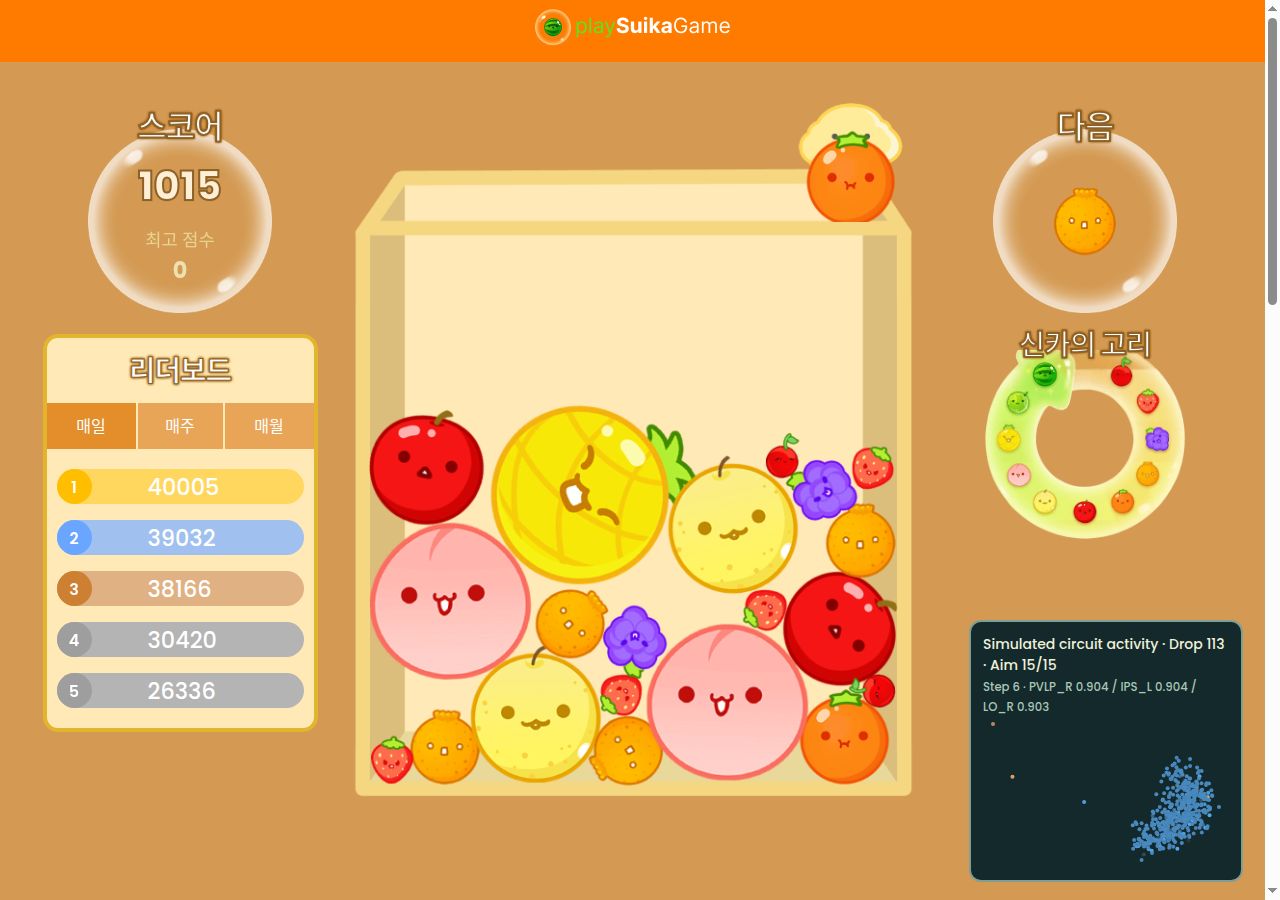 playSuikaGame
스코어
1015
최고 점수
0
다음
신카의 고리
리더보드
매일
매주
매월
1
40005
2
39032
3
38166
4
30420
5
26336
Simulated circuit activity · Drop 113
· Aim 15/15
Step 6 · PVLP_R 0.904 / IPS_L 0.904 /
LO_R 0.903